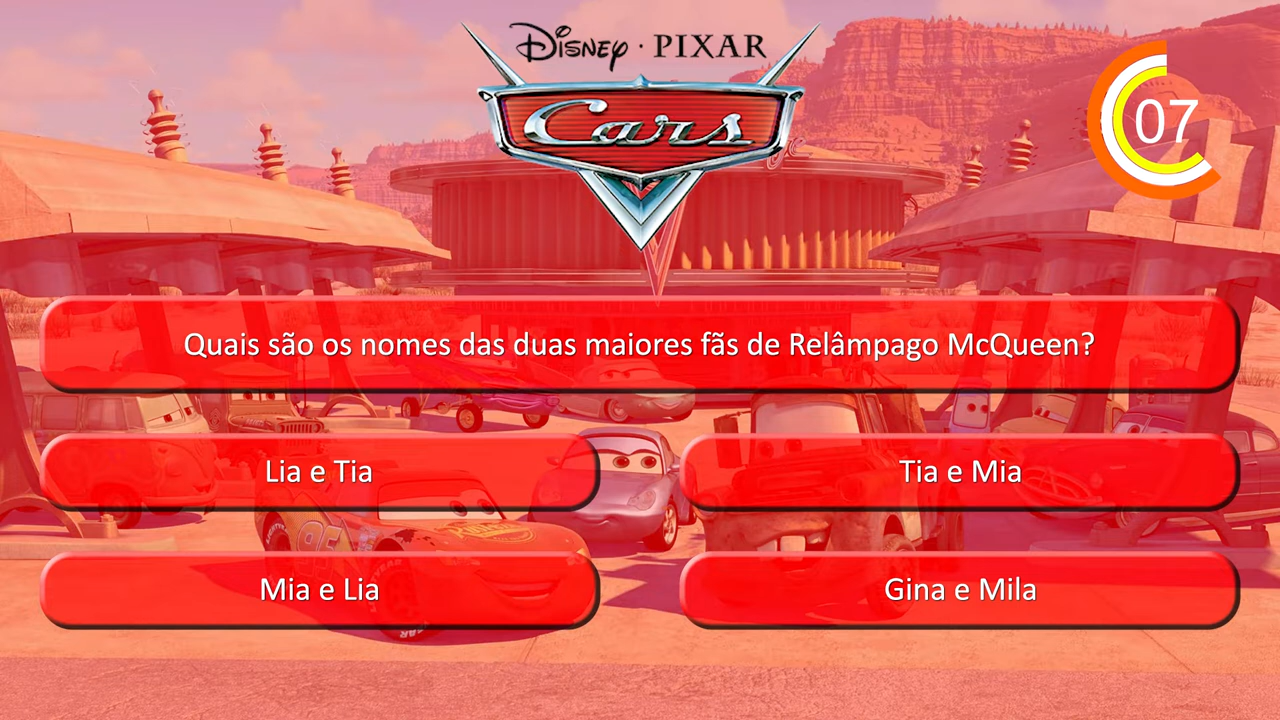 Disney · PIXAR
Cars
07
Quais são os nomes das duas maiores fãs de Relâmpago McQueen?
Lia e Tia
Tia e Mia
Mia e Lia
Gina e Mila
95